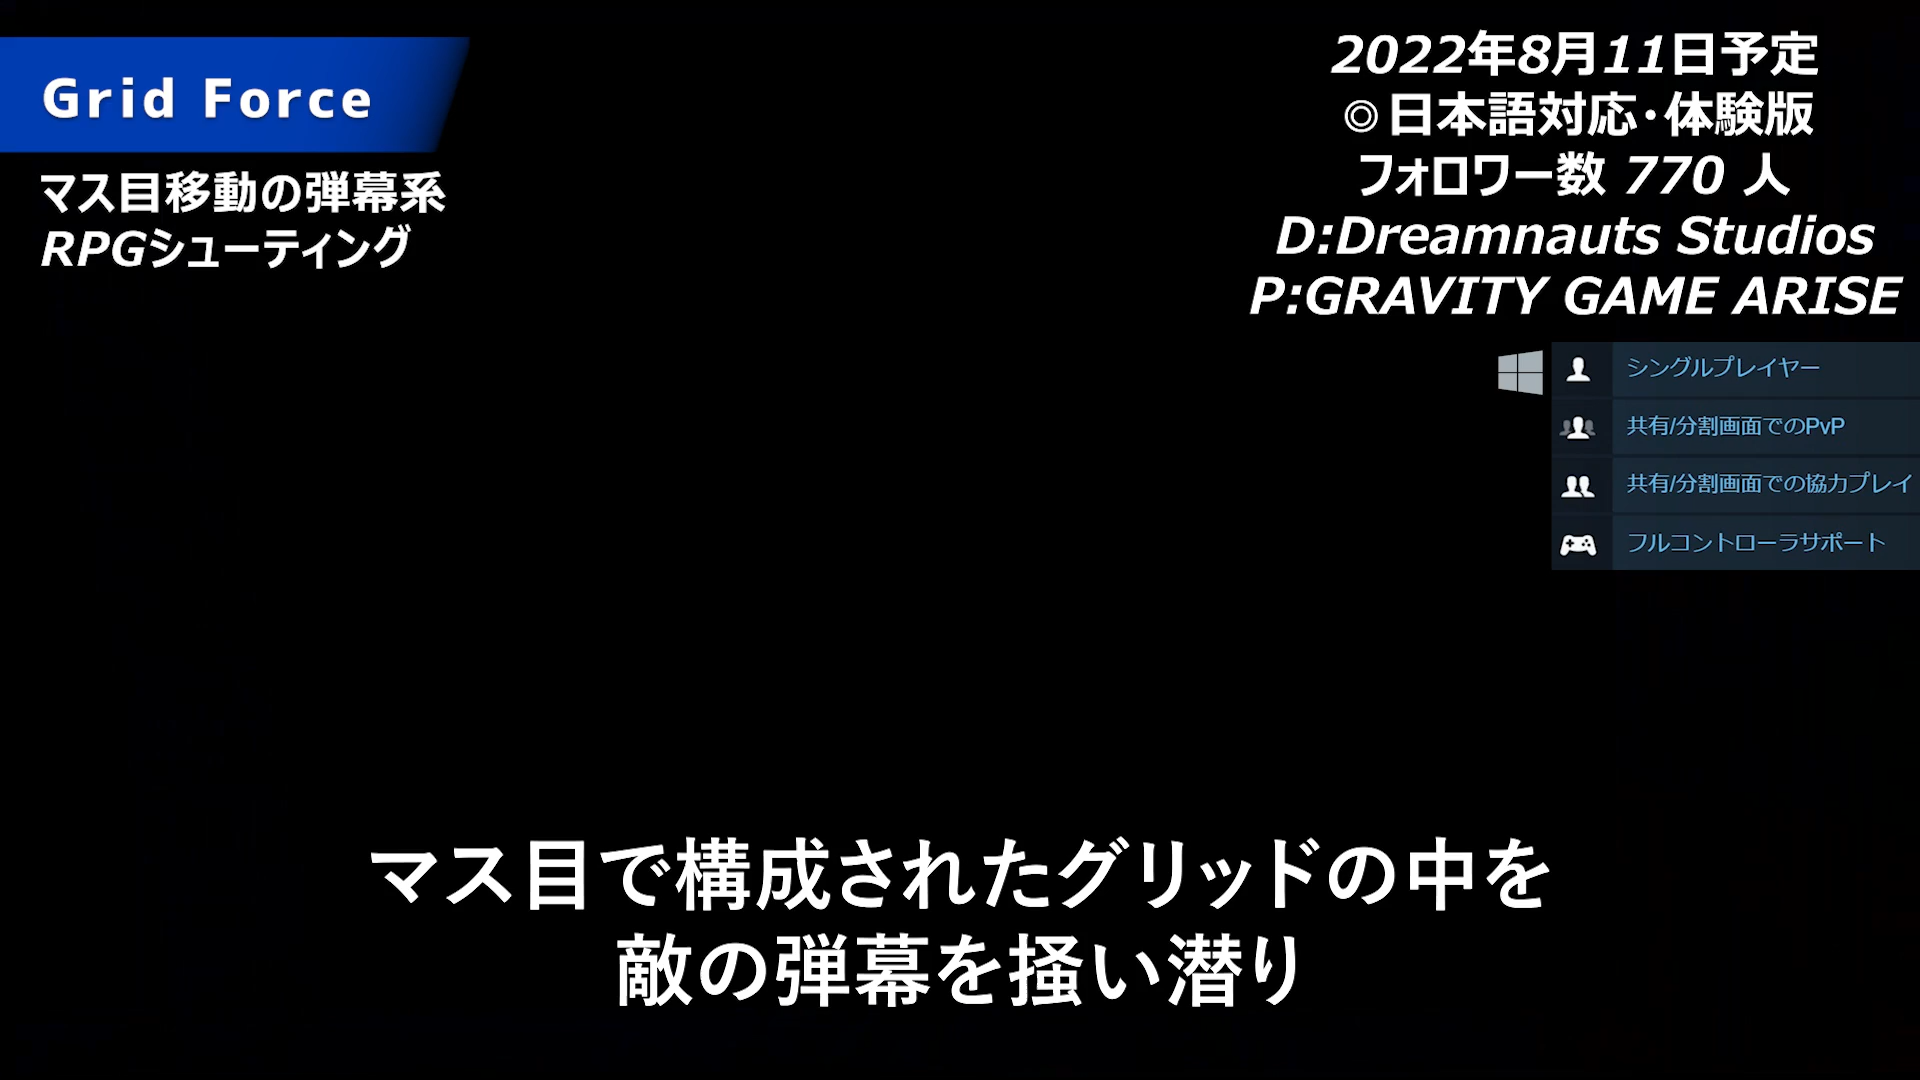 Grid Force
マス目移動の弾幕系
RPGシューティング
2022年8月11日予定
◎日本語対応・体験版
フォロワー数 770 人
D:Dreamnauts Studios
P:GRAVITY GAME ARISE
シングルプレイヤー
共有/分割画面でのPvP
共有/分割画面での協力プレイ
フルコントローラサポート
マス目で構成されたグリッドの中を
敵の弾幕を掻い潜り